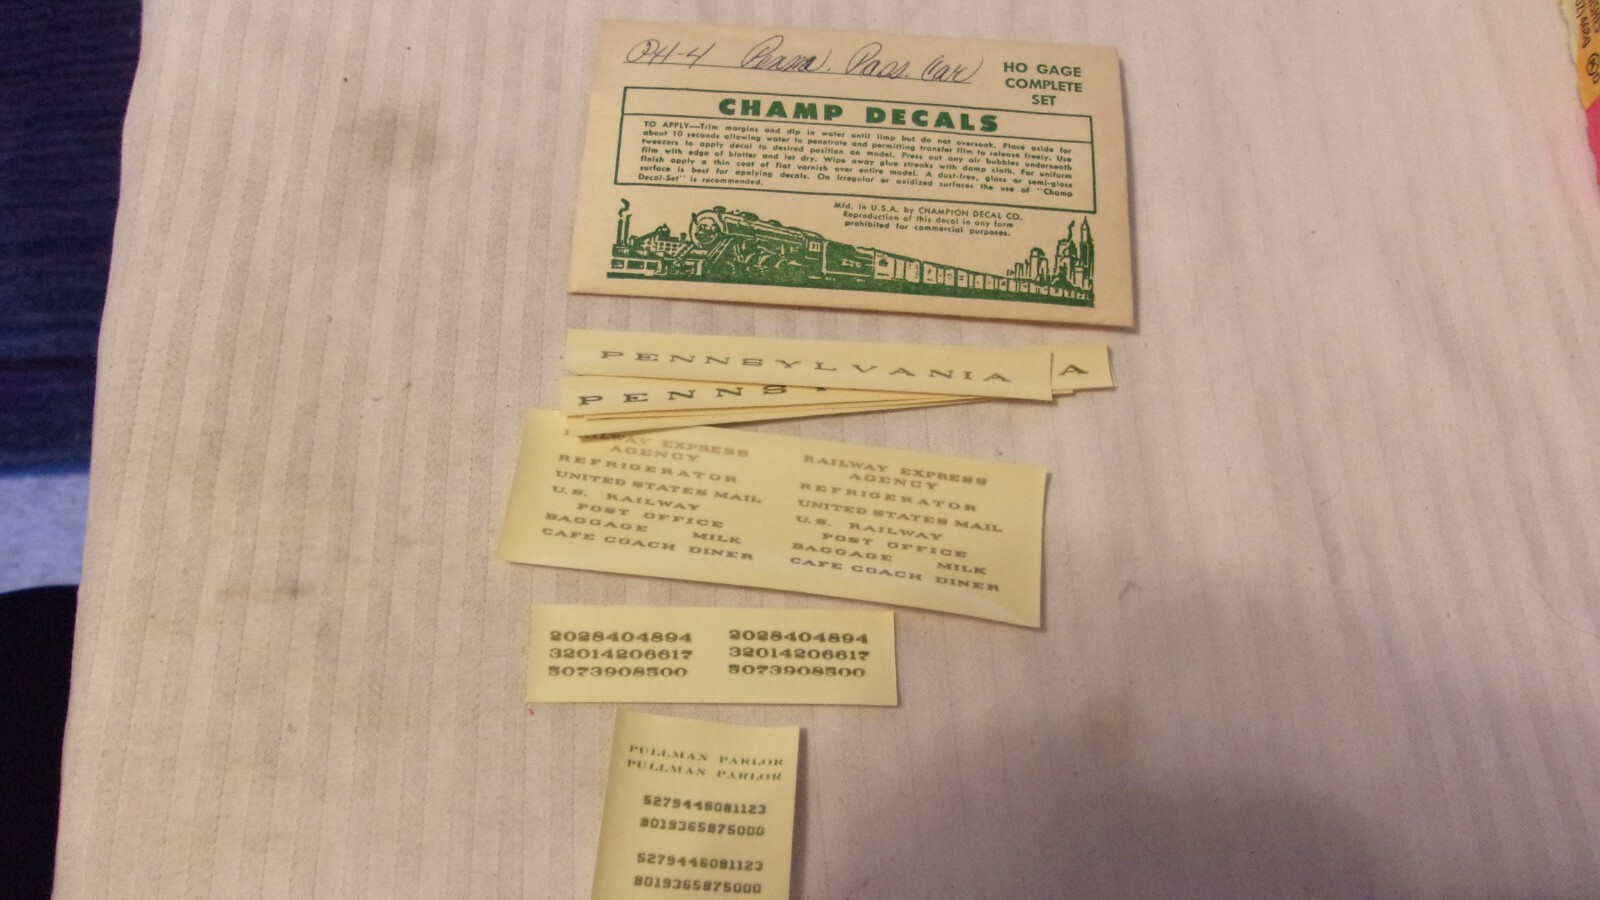 PH-4 Penna. Pass. Car
HO GAGE
COMPLETE
SET
CHAMP DECALS
TO APPLY—Trim margins and dip in water until limp but do not oversoak. Place aside for
about 10 seconds allowing water to penetrate and permitting transfer film to release freely. Use
tweezers to apply decal to desired position on model. Press out any air bubbles underneath
film with edge of blotter and let dry. Wipe away glue streaks with damp cloth. For uniform
finish apply a thin coat of flat varnish over entire model. A dust-free, gloss or semi-gloss
surface is best for applying decals. On irregular or oxidized surfaces the use of "Champ
Decal-Set" is recommended.
Mfd. in U.S.A. by CHAMPION DECAL CO.
Reproduction of this decal in any form
prohibited for commercial purposes.
PENNSYLVANIA
A
PENNS
RAILWAY EXPRESS
AGENCY
REFRIGERATOR
UNITED STATES MAIL
U.S. RAILWAY
POST OFFICE
BAGGAGE MILK
CAFE COACH DINER
RAILWAY EXPRESS
AGENCY
REFRIGERATOR
UNITED STATES MAIL
U.S. RAILWAY
POST OFFICE
BAGGAGE MILK
CAFE COACH DINER
2028404894
32014206617
5073908500
2028404894
32014206617
5073908500
PULLMAN PARLOR
PULLMAN PARLOR
5279446081123
8019365875000
5279446081123
8019365875000